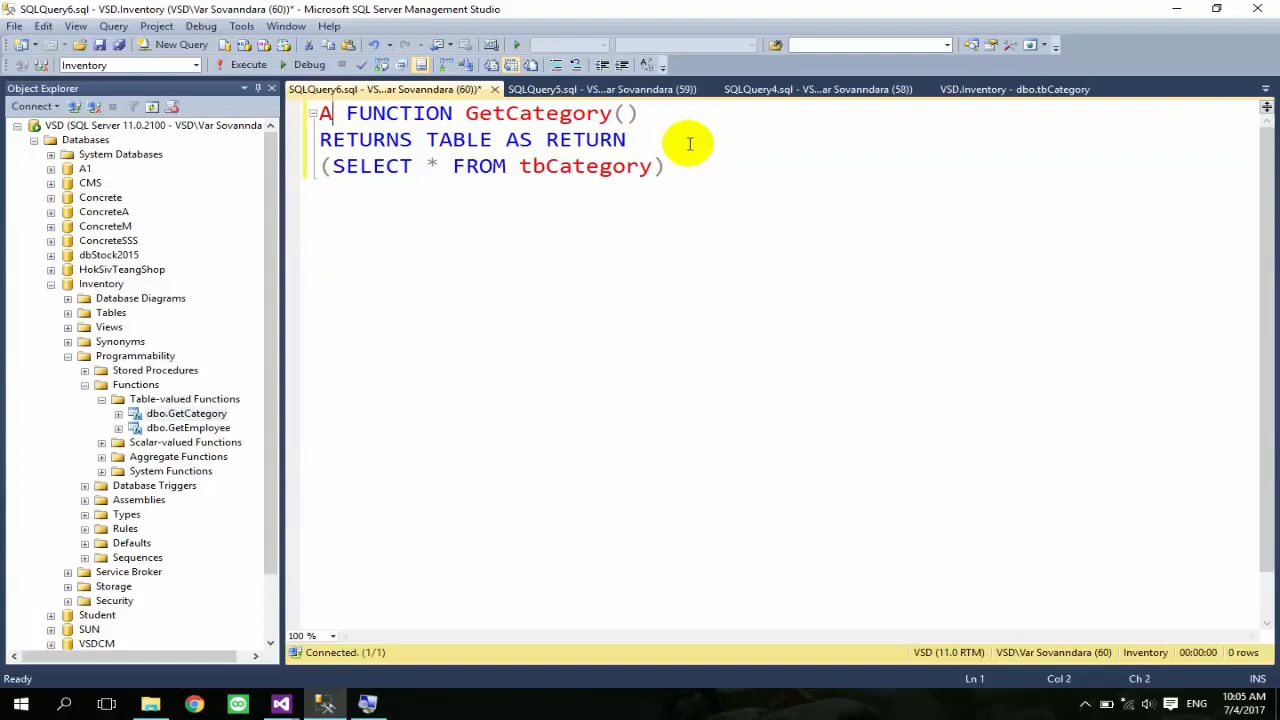 SQLQuery6.sql - VSD.Inventory (VSD\Var Sovanndara (60))* - Microsoft SQL Server Management Studio
File Edit View Query Project Debug Tools Window Help
New Query
Inventory Execute Debug
Object Explorer
SQLQuery6.sql - VS...ar Sovanndara (60))* SQLQuery5.sql - VS...ar Sovanndara (59)) SQLQuery4.sql - VS...ar Sovanndara (58)) VSD.Inventory - dbo.tbCategory
Connect
A FUNCTION GetCategory()
RETURNS TABLE AS RETURN
(SELECT * FROM tbCategory)
VSD (SQL Server 11.0.2100 - VSD\Var Sovannda
Databases
System Databases
A1
CMS
Concrete
ConcreteA
ConcreteM
ConcreteSSS
dbStock2015
HokSivTeangShop
Inventory
Database Diagrams
Tables
Views
Synonyms
Programmability
Stored Procedures
Functions
Table-valued Functions
dbo.GetCategory
dbo.GetEmployee
Scalar-valued Functions
Aggregate Functions
System Functions
Database Triggers
Assemblies
Types
Rules
Defaults
Sequences
Service Broker
Storage
Security
Student
SUN
VSDCM
100 %
Connected. (1/1) VSD (11.0 RTM) VSD\Var Sovanndara (60) Inventory 00:00:00 0 rows
Ready Ln 1 Col 2 Ch 2 INS
ENG
10:05 AM
7/4/2017